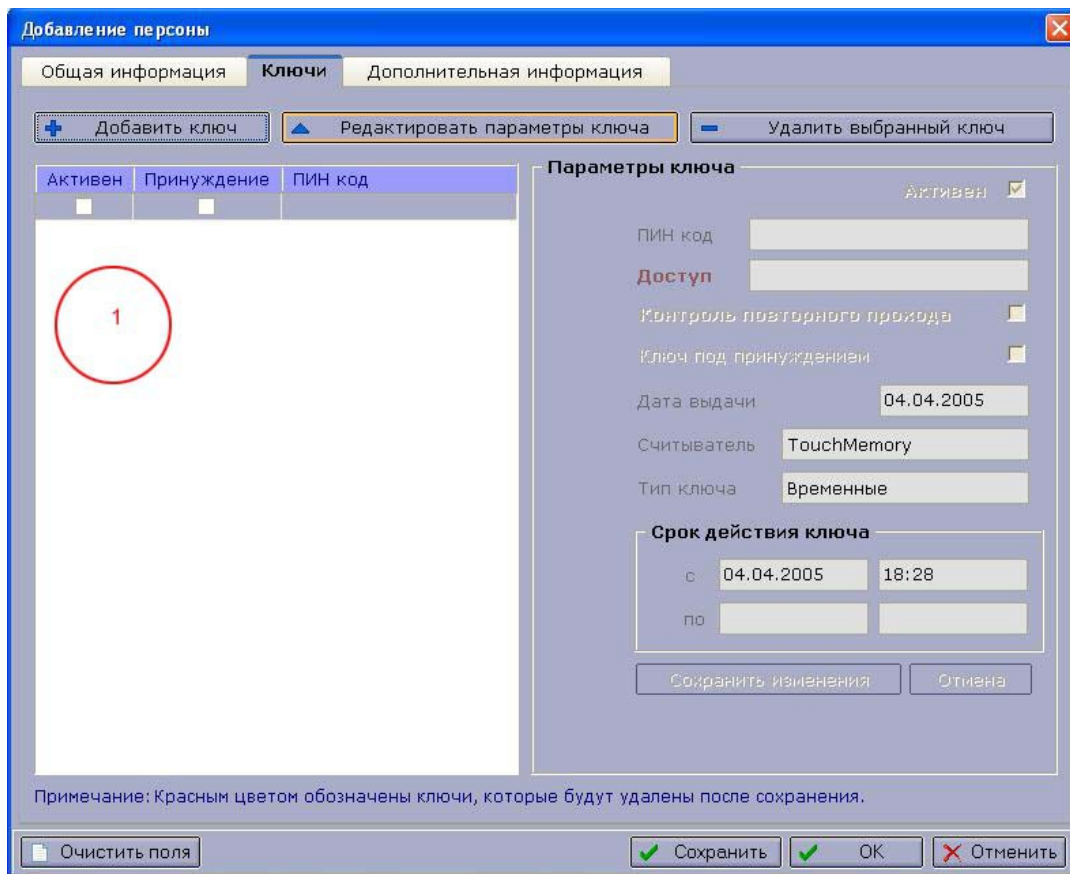 Добавление персоны
Общая информация Ключи Дополнительная информация
Добавить ключ Редактировать параметры ключа Удалить выбранный ключ
Активен Принуждение ПИН код
1
Параметры ключа
Активен
ПИН код
Доступ
Контроль повторного прохода
Ключ под принуждением
Дата выдачи 04.04.2005
Считыватель TouchMemory
Тип ключа Временные
Срок действия ключа
с 04.04.2005 18:28
по
Сохранить изменения Отмена
Примечание: Красным цветом обозначены ключи, которые будут удалены после сохранения.
Очистить поля Сохранить OK Отменить